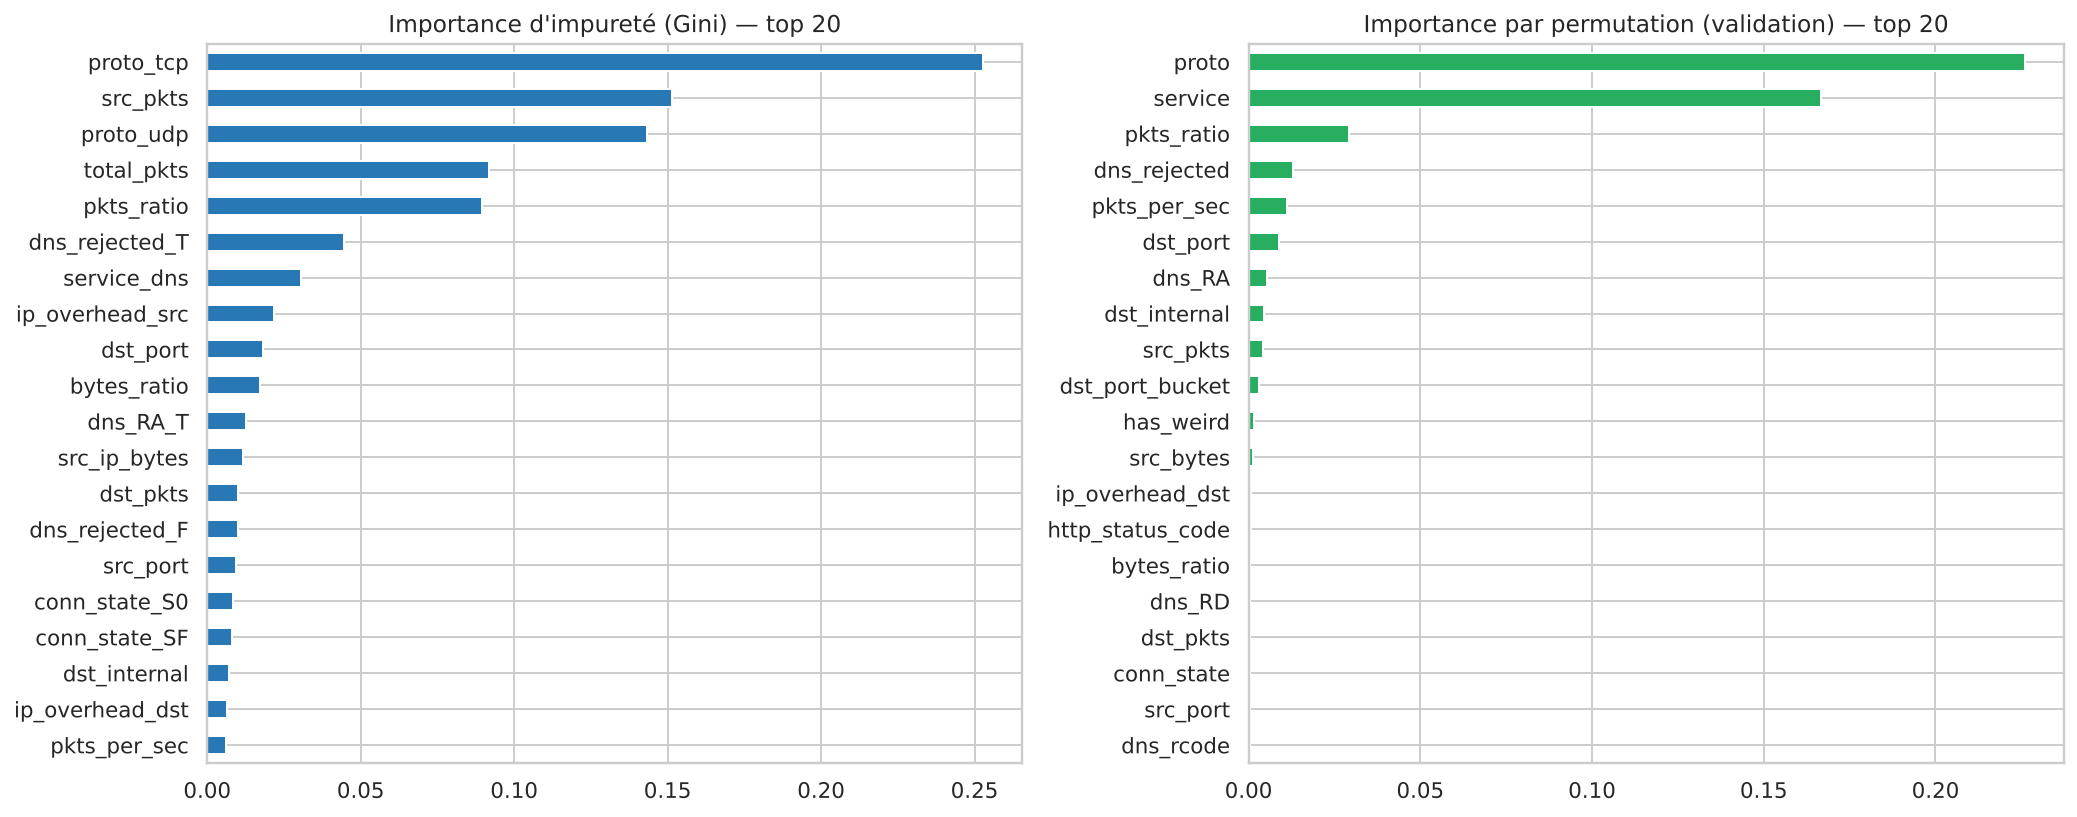 Importance d'impureté (Gini) — top 20
proto_tcp
src_pkts
proto_udp
total_pkts
pkts_ratio
dns_rejected_T
service_dns
ip_overhead_src
dst_port
bytes_ratio
dns_RA_T
src_ip_bytes
dst_pkts
dns_rejected_F
src_port
conn_state_S0
conn_state_SF
dst_internal
ip_overhead_dst
pkts_per_sec
0.00 0.05 0.10 0.15 0.20 0.25
Importance par permutation (validation) — top 20
proto
service
pkts_ratio
dns_rejected
pkts_per_sec
dst_port
dns_RA
dst_internal
src_pkts
dst_port_bucket
has_weird
src_bytes
ip_overhead_dst
http_status_code
bytes_ratio
dns_RD
dst_pkts
conn_state
src_port
dns_rcode
0.00 0.05 0.10 0.15 0.20